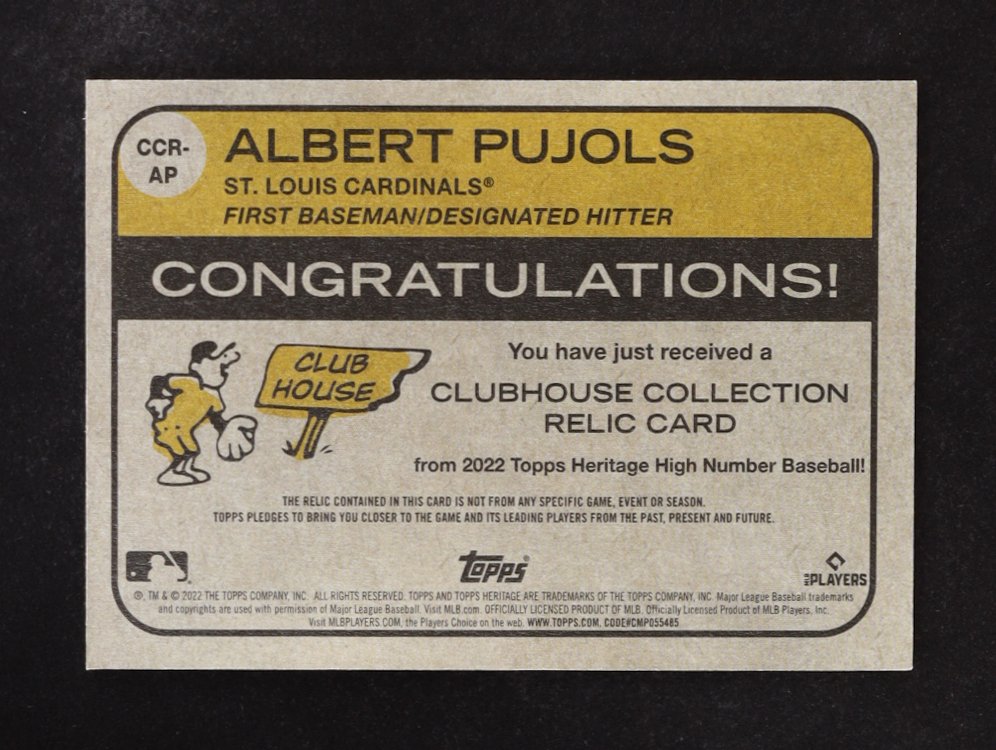 CCR-
AP
ALBERT PUJOLS
ST. LOUIS CARDINALS®
FIRST BASEMAN/DESIGNATED HITTER
CONGRATULATIONS!
CLUB
HOUSE
You have just received a
CLUBHOUSE COLLECTION
RELIC CARD
from 2022 Topps Heritage High Number Baseball!
THE RELIC CONTAINED IN THIS CARD IS NOT FROM ANY SPECIFIC GAME, EVENT OR SEASON.
TOPPS PLEDGES TO BRING YOU CLOSER TO THE GAME AND ITS LEADING PLAYERS FROM THE PAST, PRESENT AND FUTURE.
Topps®
MLB PLAYERS
®, TM & © 2022 THE TOPPS COMPANY, INC. ALL RIGHTS RESERVED. TOPPS AND TOPPS HERITAGE ARE TRADEMARKS OF THE TOPPS COMPANY, INC. Major League Baseball trademarks
and copyrights are used with permission of Major League Baseball. Visit MLB.com. OFFICIALLY LICENSED PRODUCT OF MLB. Officially Licensed Product of MLB Players, Inc.
Visit MLBPLAYERS.COM, the Players Choice on the web. WWW.TOPPS.COM. CODE#CMP055485